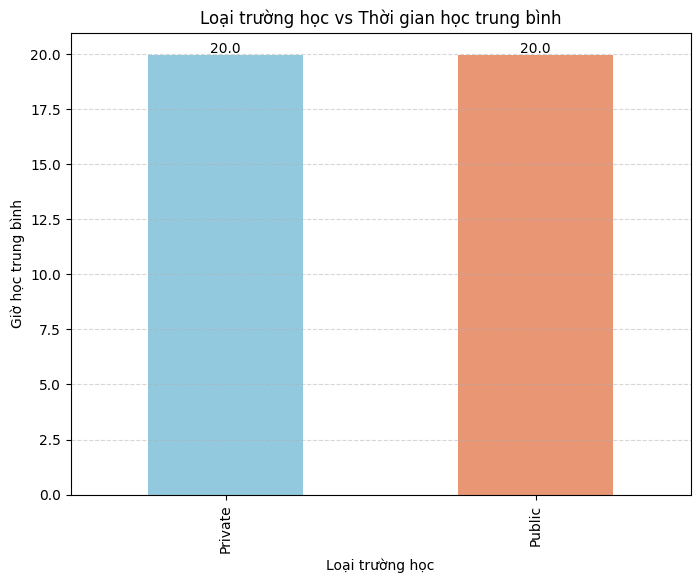 Loại trường học vs Thời gian học trung bình
20.0
20.0
20.0
17.5
15.0
12.5
10.0
7.5
5.0
2.5
0.0
Giờ học trung bình
Private
Public
Loại trường học